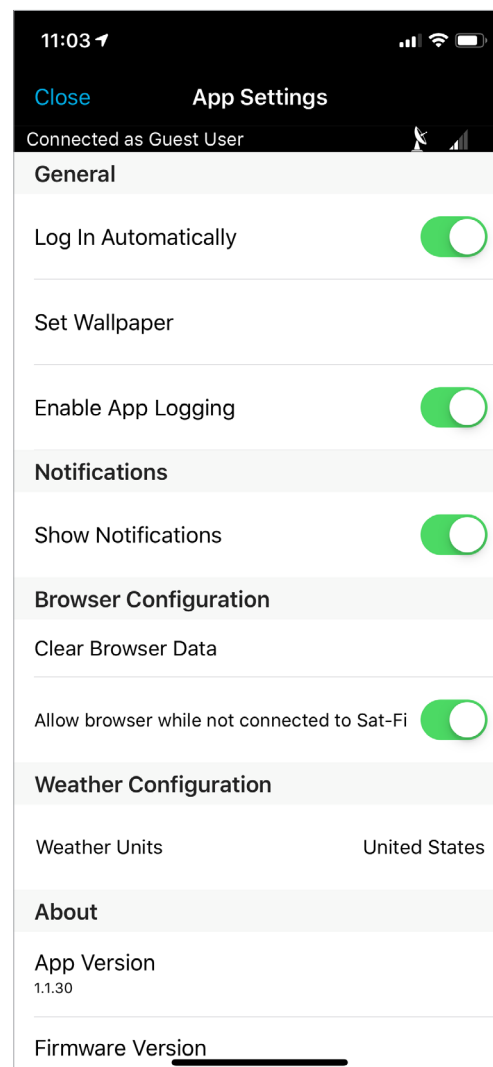 11:03
Close App Settings
Connected as Guest User
General
Log In Automatically
Set Wallpaper
Enable App Logging
Notifications
Show Notifications
Browser Configuration
Clear Browser Data
Allow browser while not connected to Sat-Fi
Weather Configuration
Weather Units United States
About
App Version
1.1.30
Firmware Version